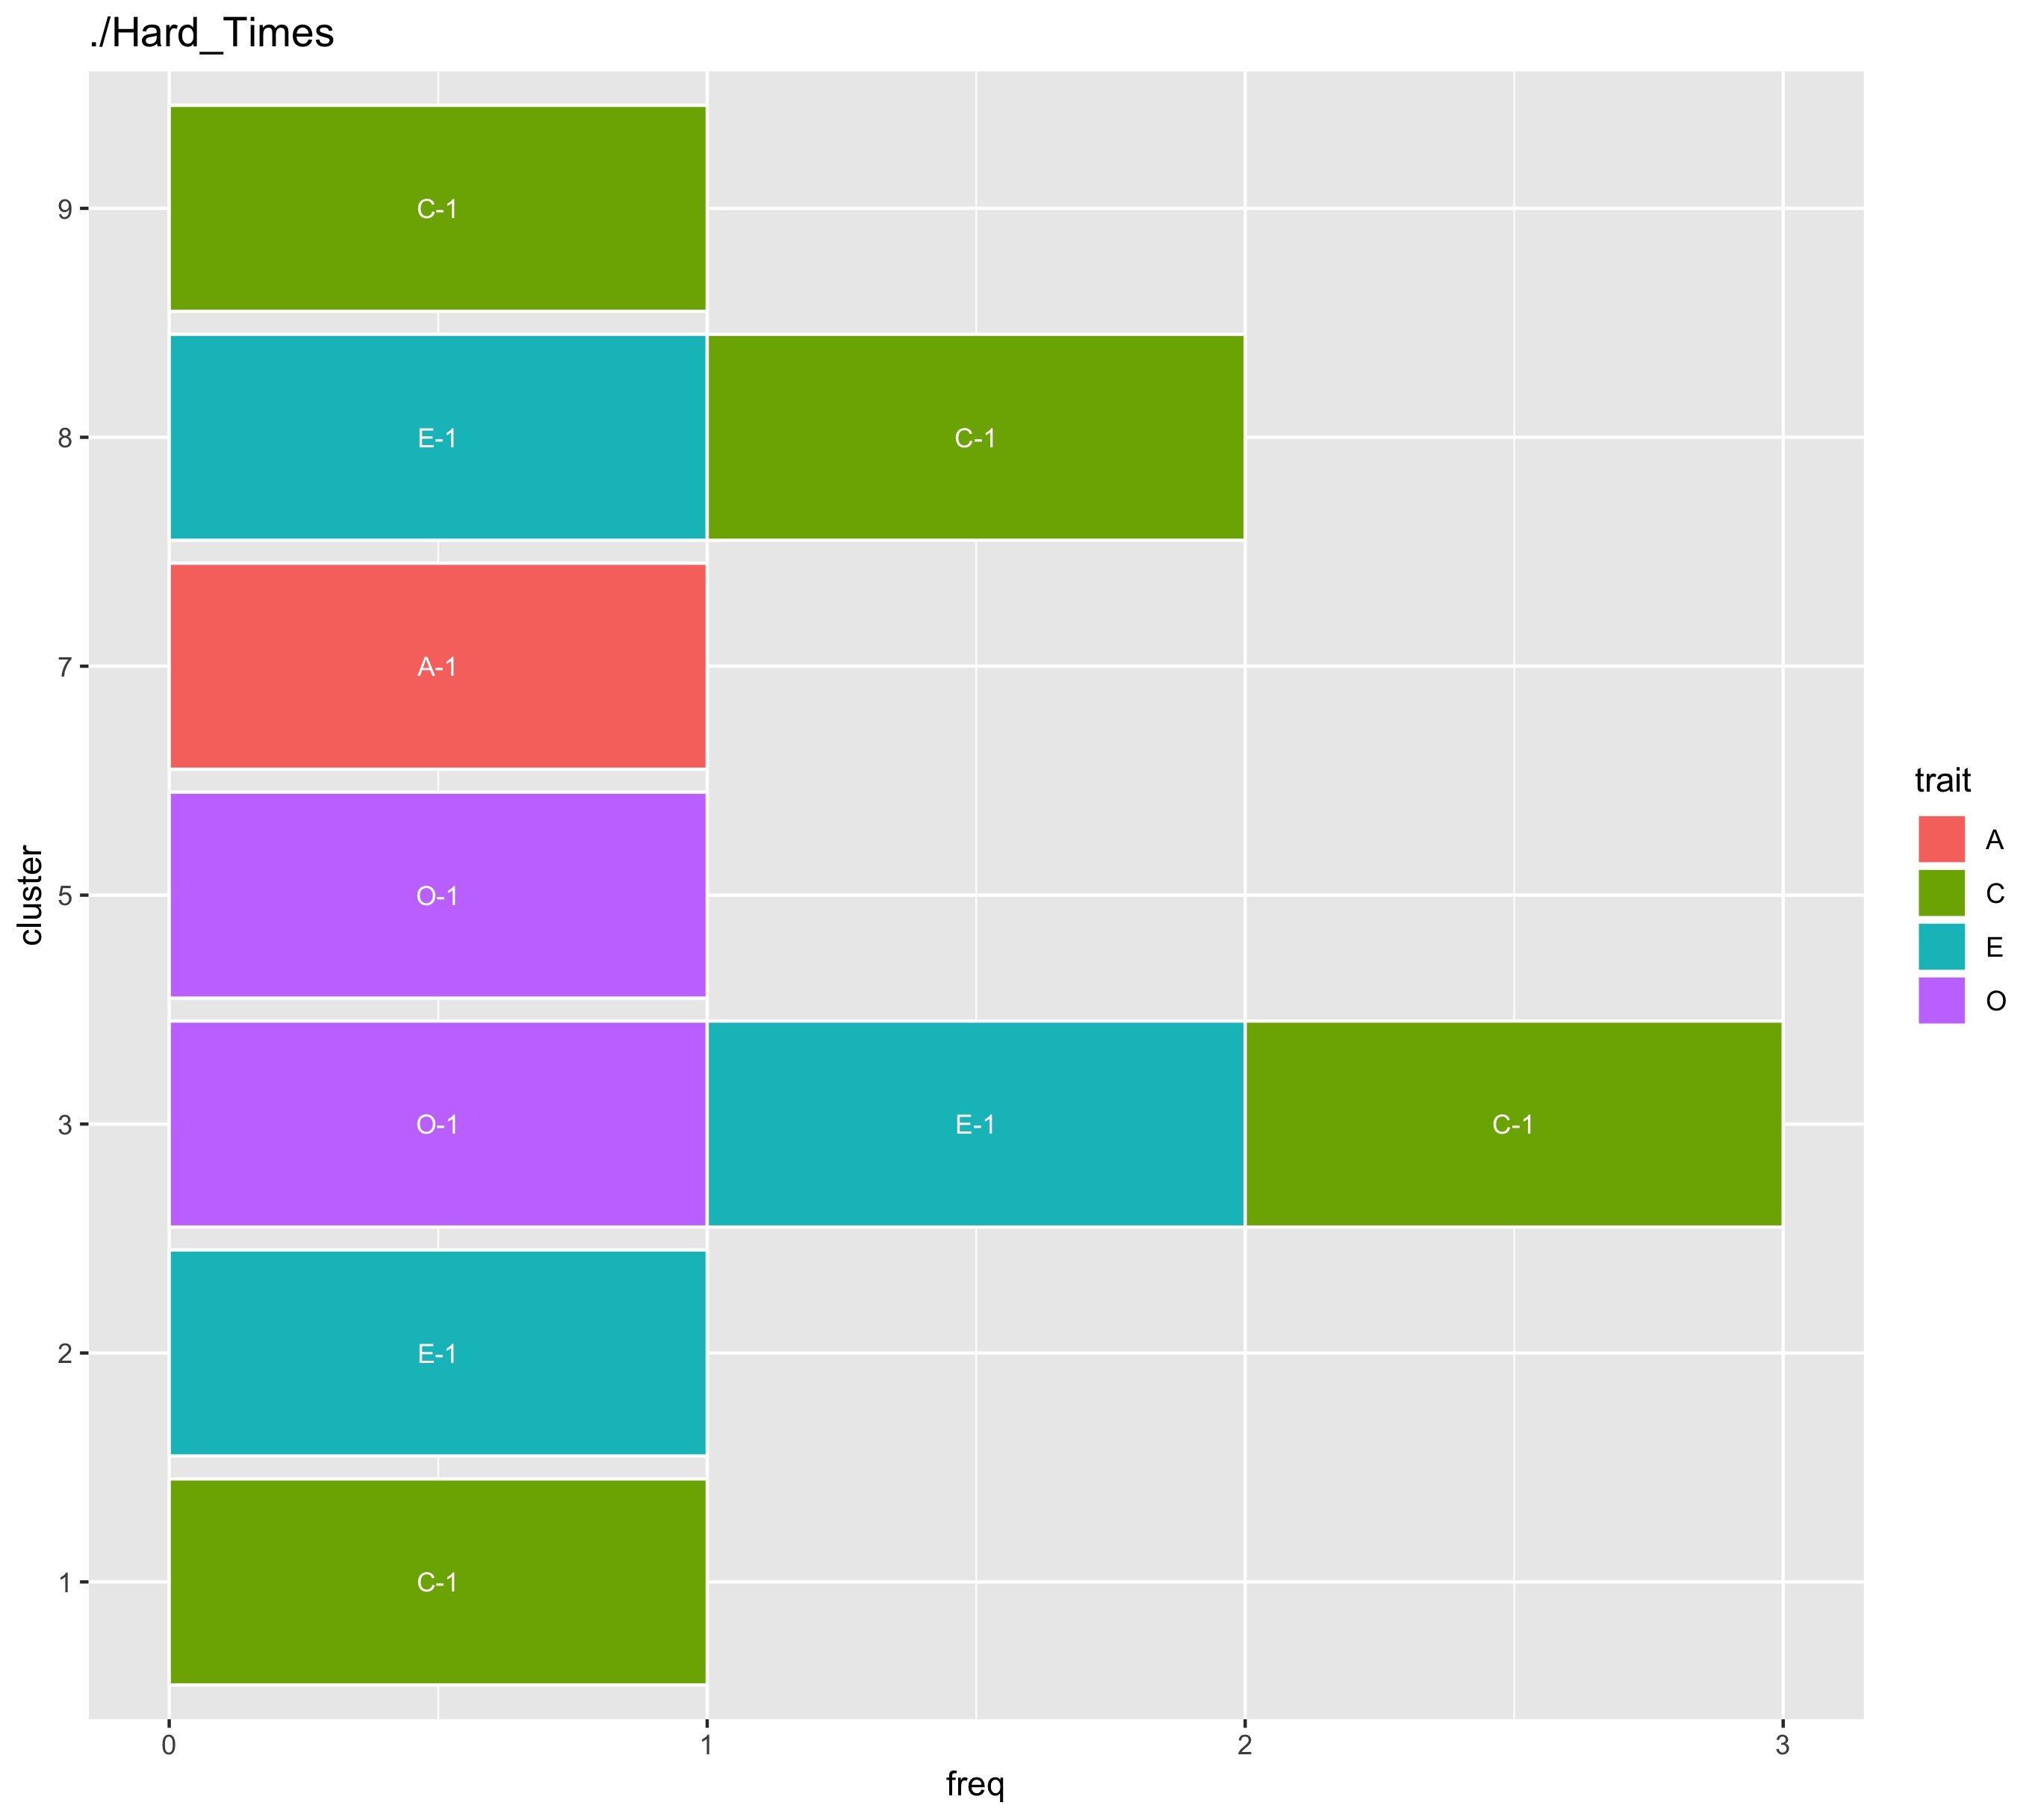 ./Hard_Times
9
C-1
8
E-1 C-1
7
A-1
5
O-1
3
O-1 E-1 C-1
2
E-1
1
C-1
0 1 2 3
freq
cluster
trait
A
C
E
O